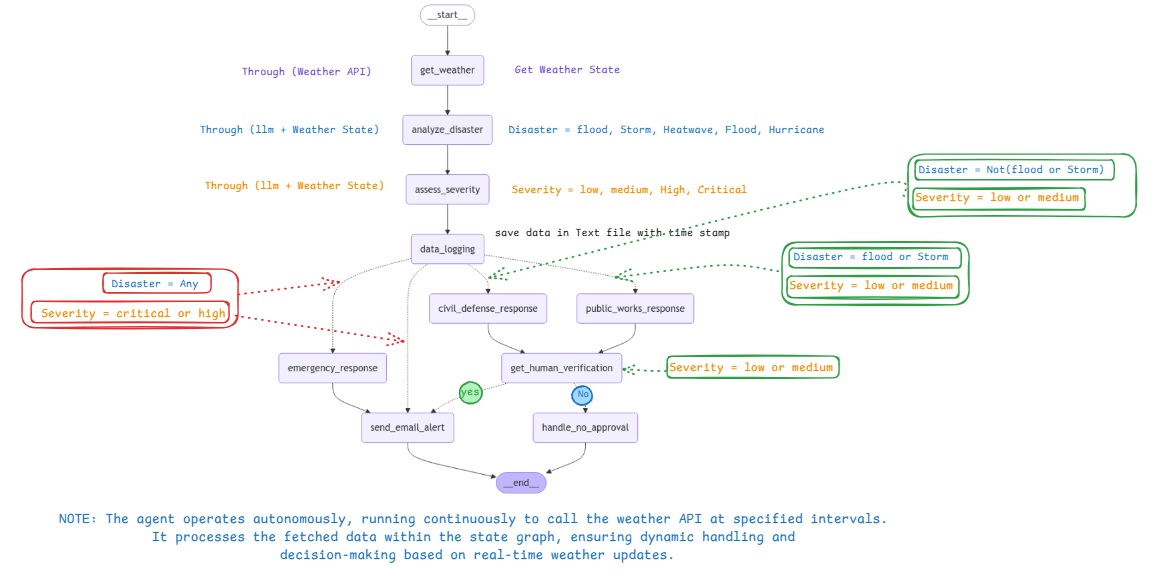 __start__
Through (Weather API)
get_weather
Get Weather State
Through (llm + Weather State)
analyze_disaster
Disaster = flood, Storm, Heatwave, Flood, Hurricane
Through (llm + Weather State)
assess_severity
Severity = low, medium, High, Critical
Disaster = Not(flood or Storm)
Severity = low or medium
save data in Text file with time stamp
data_logging
Disaster = flood or Storm
Severity = low or medium
Disaster = Any
Severity = critical or high
civil_defense_response
public_works_response
emergency_response
get_human_verification
Severity = low or medium
yes
No
send_email_alert
handle_no_approval
__end__
NOTE: The agent operates autonomously, running continuously to call the weather API at specified intervals.
It processes the fetched data within the state graph, ensuring dynamic handling and
decision-making based on real-time weather updates.